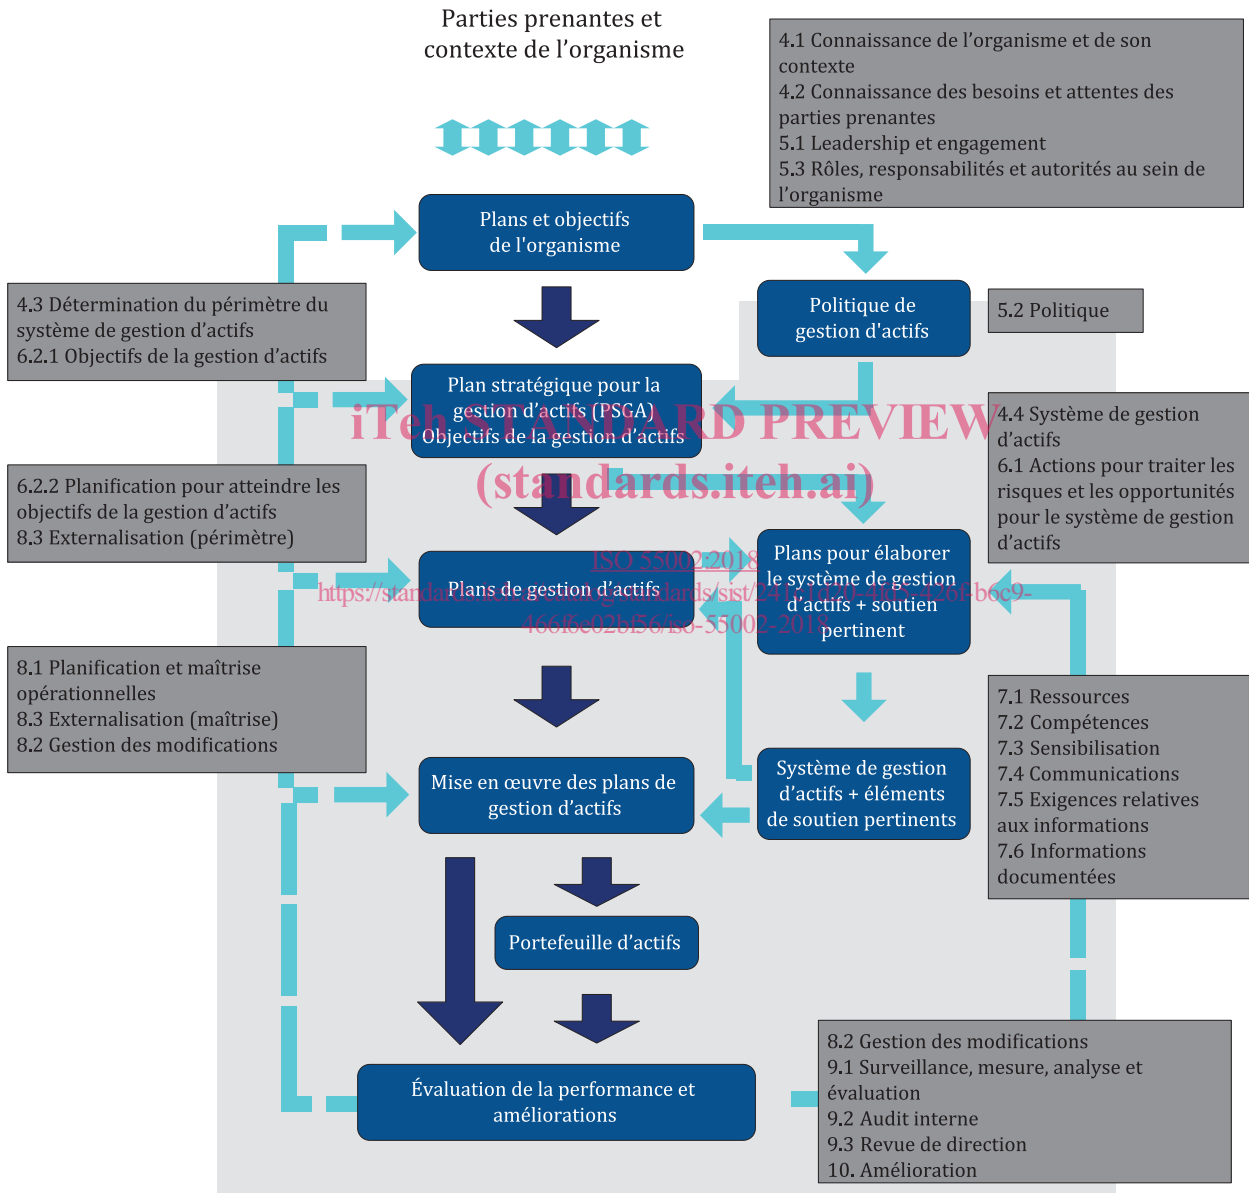 Parties prenantes et
contexte de l’organisme
4.1 Connaissance de l’organisme et de son
contexte
4.2 Connaissance des besoins et attentes des
parties prenantes
5.1 Leadership et engagement
5.3 Rôles, responsabilités et autorités au sein de
l’organisme
Plans et objectifs
de l'organisme
4.3 Détermination du périmètre du
système de gestion d’actifs
6.2.1 Objectifs de la gestion d’actifs
Politique de
gestion d'actifs
5.2 Politique
Plan stratégique pour la
gestion d’actifs (PSGA)
Objectifs de la gestion d’actifs
iTeh STANDARD PREVIEW
(standards.iteh.ai)
4.4 Système de gestion
d’actifs
6.1 Actions pour traiter les
risques et les opportunités
pour le système de gestion
d’actifs
6.2.2 Planification pour atteindre les
objectifs de la gestion d’actifs
8.3 Externalisation (périmètre)
Plans de gestion d’actifs
Plans pour élaborer
le système de gestion
d’actifs + soutien
pertinent
ISO 55002:2018
466f6e02bf56/iso-55002-2018
8.1 Planification et maîtrise
opérationnelles
8.3 Externalisation (maîtrise)
8.2 Gestion des modifications
7.1 Ressources
7.2 Compétences
7.3 Sensibilisation
7.4 Communications
7.5 Exigences relatives
aux informations
7.6 Informations
documentées
Mise en œuvre des plans de
gestion d’actifs
Système de gestion
d’actifs + éléments
de soutien pertinents
Portefeuille d’actifs
Évaluation de la performance et
améliorations
8.2 Gestion des modifications
9.1 Surveillance, mesure, analyse et
évaluation
9.2 Audit interne
9.3 Revue de direction
10. Amélioration